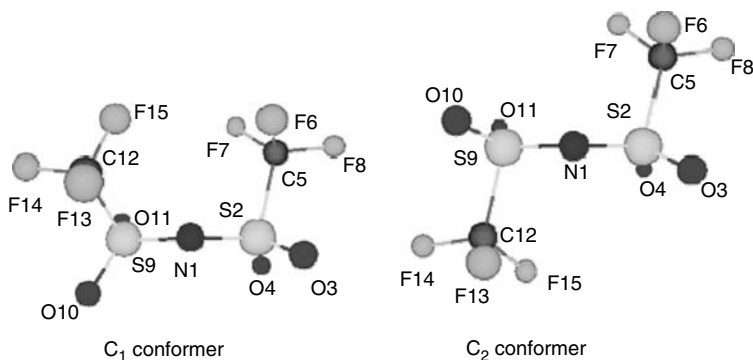 F15
F6
F7
F8
C12
C5
F14
F13
O11
S2
S9
N1
O4
O3
O10
C₁ conformer
F6
F7
F8
C5
O10
O11
S2
S9
N1
O4
O3
C12
F14
F13
F15
C₂ conformer